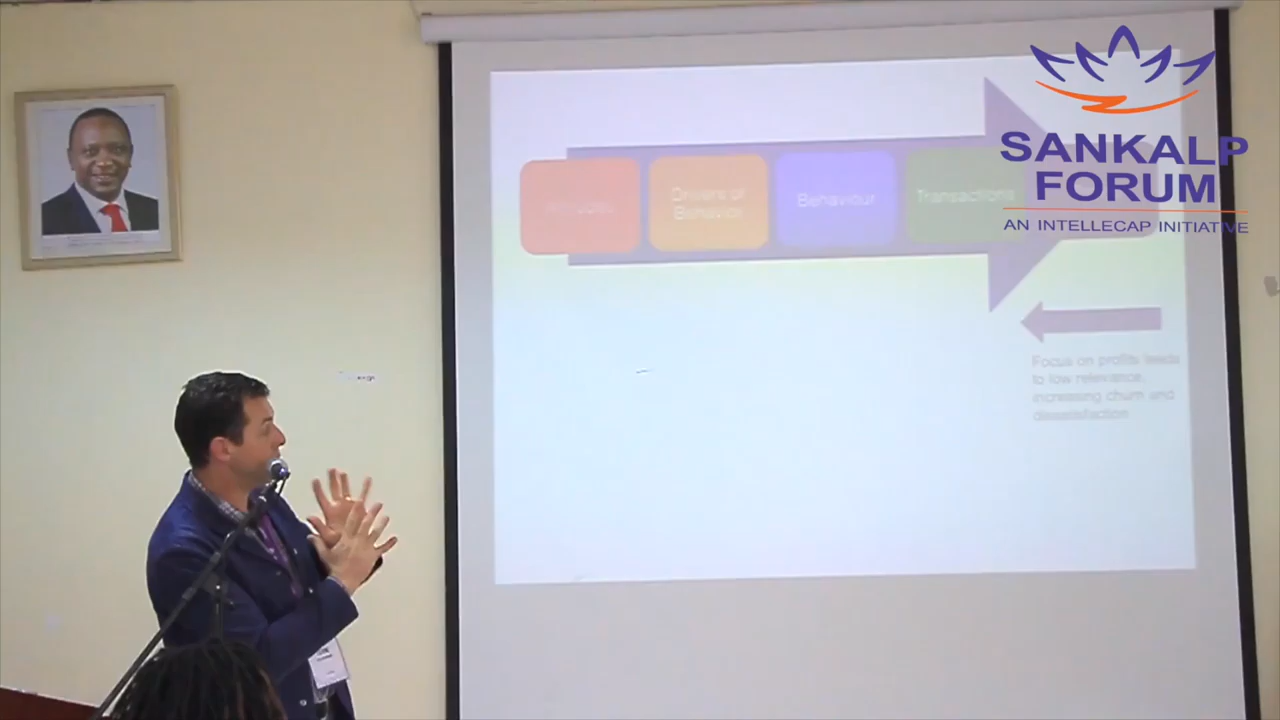 SANKALP
FORUM
AN INTELLECAP INITIATIVE
Drivers of
Behavior
Behaviour
Transactions
Focus on profits leads
to low relevance,
increasing churn and
dissatisfaction